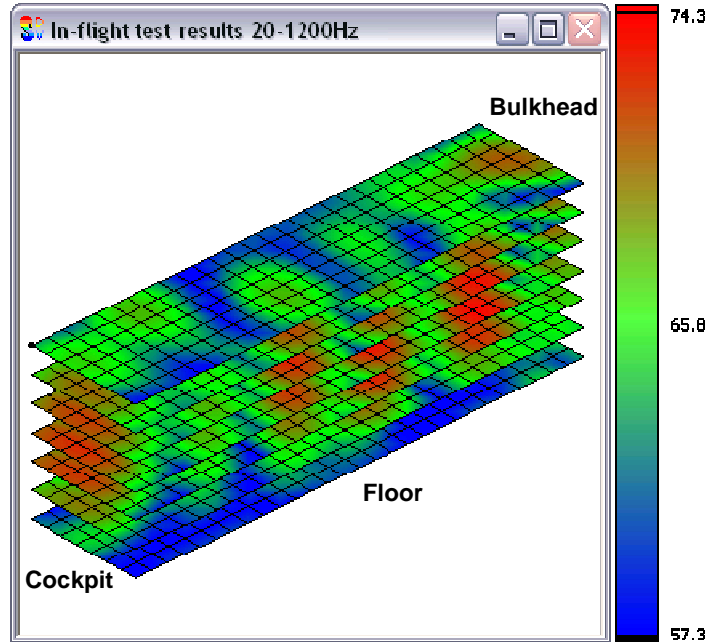 In-flight test results 20-1200Hz
74.3
Bulkhead
65.8
Floor
Cockpit
57.3